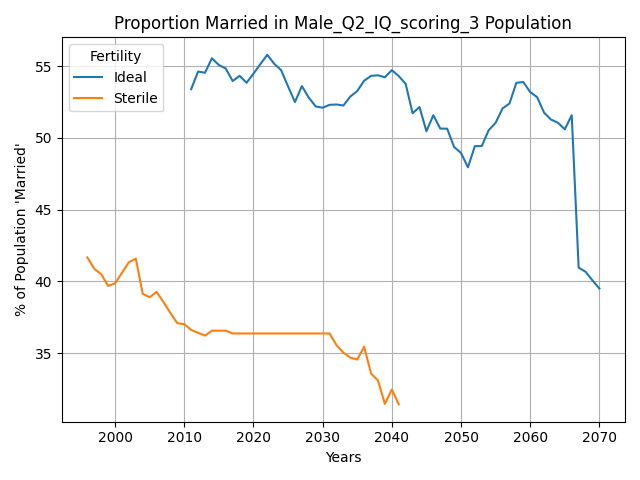 Proportion Married in Male_Q2_IQ_scoring_3 Population
Fertility
Ideal
Sterile
% of Population 'Married'
55
50
45
40
35
2000 2010 2020 2030 2040 2050 2060 2070
Years